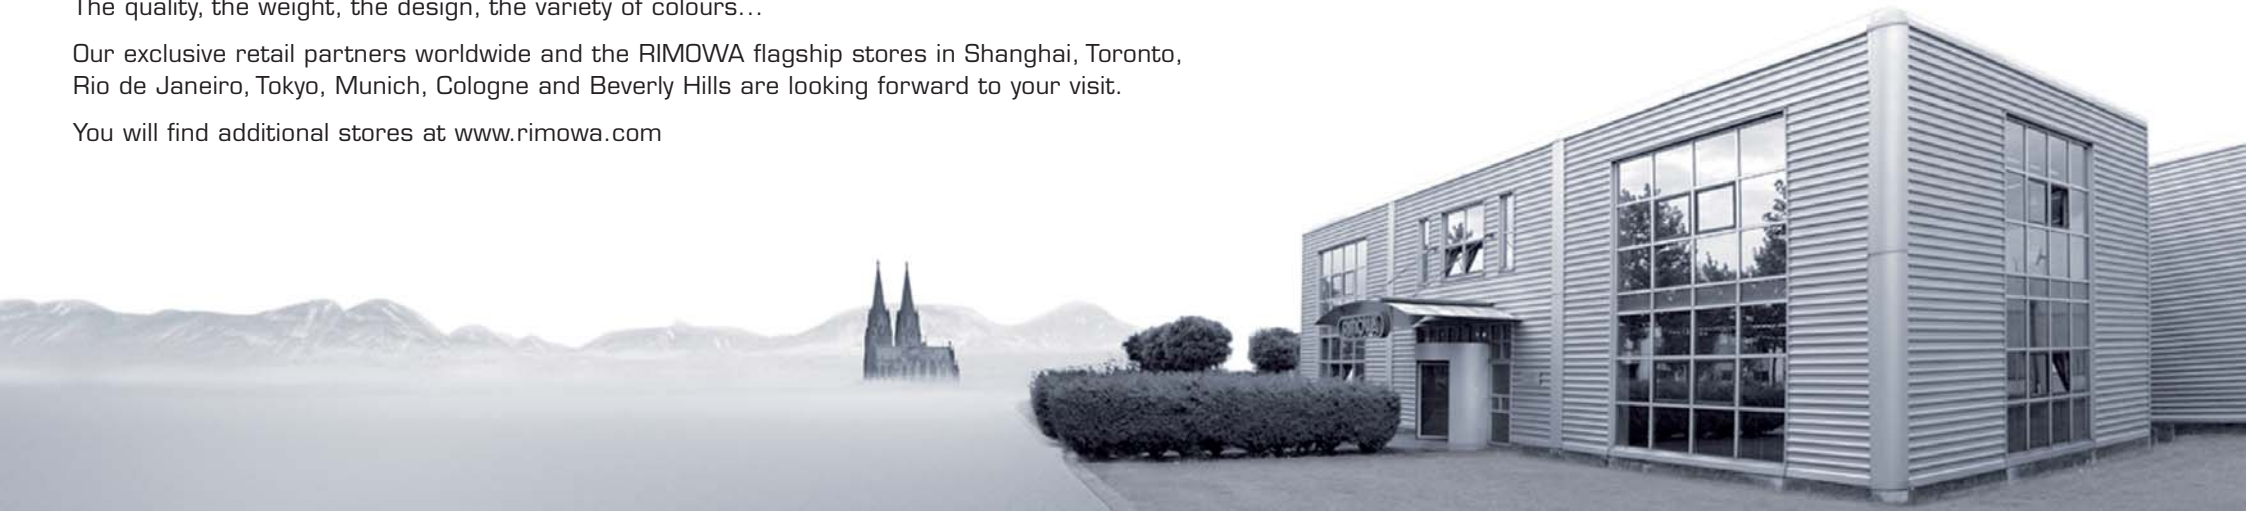 The quality, the weight, the design, the variety of colours...
Our exclusive retail partners worldwide and the RIMOWA flagship stores in Shanghai, Toronto,
Rio de Janeiro, Tokyo, Munich, Cologne and Beverly Hills are looking forward to your visit.
You will find additional stores at www.rimowa.com
RIMOWA